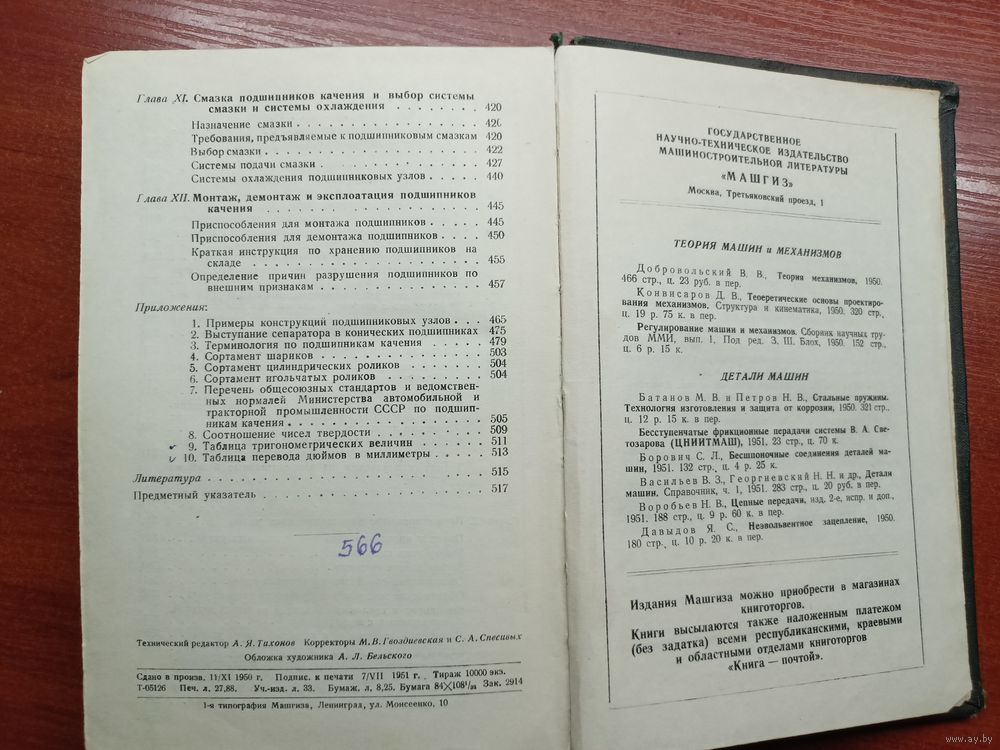 Глава XI. Смазка подшипников качения и выбор системы
смазки и системы охлаждения . . . . . . . . 420
Назначение смазки . . . . . . . . . . . . . . . . 420
Требования, предъявляемые к подшипниковым смазкам 420
Выбор смазки . . . . . . . . . . . . . . . . . . 422
Системы подачи смазки . . . . . . . . . . . . . 427
Системы охлаждения подшипниковых узлов . . . . . 440
Глава XII. Монтаж, демонтаж и эксплоатация подшипников
качения . . . . . . . . . . . . . . . . . . 445
Приспособления для монтажа подшипников . . . . . 445
Приспособления для демонтажа подшипников . . . . 450
Краткая инструкция по хранению подшипников на
складе . . . . . . . . . . . . . . . . . . 455
Определение причин разрушения подшипников по
внешним признакам . . . . . . . . . . . . . . 457
Приложения:
1. Примеры конструкций подшипниковых узлов . . . 465
2. Выступание сепаратора в конических подшипниках 475
3. Терминология по подшипникам качения . . . . . 479
4. Сортамент шариков . . . . . . . . . . . . . 503
5. Сортамент цилиндрических роликов . . . . . . 504
6. Сортамент игольчатых роликов . . . . . . . . 504
7. Перечень общесоюзных стандартов и ведомствен-
ных нормалей Министерства автомобильной и
тракторной промышленности СССР по подшип-
никам качения . . . . . . . . . . . . . . . 505
8. Соотношение чисел твердости . . . . . . . . . 509
9. Таблица тригонометрических величин . . . . . 511
10. Таблица перевода дюймов в миллиметры . . . . 513
Литература . . . . . . . . . . . . . . . . . . . . 515
Предметный указатель . . . . . . . . . . . . . . . . 517
566
Технический редактор А. Я. Тихонов Корректоры М. В. Гвоздиевская и С. А. Спесивых
Обложка художника А. Л. Бельского
Сдано в произв. 11/XI 1950 г. Подпис. к печати 7/VII 1951 г. Тираж 10000 экз.
Т-05126 Печ. л. 27,88. Уч.-изд. л. 33. Бумаж. л. 8,25. Бумага 84×108¹/₃₂ Зак. 2914
1-я типография Машгиза, Ленинград, ул. Моисеенко, 10
ГОСУДАРСТВЕННОЕ
НАУЧНО-ТЕХНИЧЕСКОЕ ИЗДАТЕЛЬСТВО
МАШИНОСТРОИТЕЛЬНОЙ ЛИТЕРАТУРЫ
«МАШГИЗ»
Москва, Третьяковский проезд, 1
ТЕОРИЯ МАШИН и МЕХАНИЗМОВ
Добровольский В. В., Теория механизмов, 1950.
466 стр., ц. 23 руб. в пер.
Конвисаров Д. В., Теоеретические основы проектиро-
вания механизмов. Структура и кинематика, 1950. 320 стр.,
ц. 19 р. 75 к. в пер.
Регулирование машин и механизмов. Сборник научных тру-
дов ММИ, вып. 1. Под ред. З. Ш. Блох, 1950. 152 стр.,
ц. 6 р. 15 к.
ДЕТАЛИ МАШИН
Батанов М. В. и Петров Н. В., Стальные пружины.
Технология изготовления и защита от коррозии, 1950. 321 стр.,
ц. 12 р. 15 к. в пер.
Бесступенчатые фрикционные перадачи системы В. А. Све-
тозарова (ЦНИИТМАШ), 1951. 23 стр., ц. 70 к.
Борович С. Л., Бесшпоночные соединения деталей ма-
шин, 1951. 132 стр., ц. 4 р. 25 к.
Васильев В. З., Георгиевский Н. Н. и др., Детали
машин. Справочник, ч. 1, 1951. 283 стр., ц. 20 руб. в пер.
Воробьев Н. В., Цепные передачи, изд. 2-е, испр. и доп.,
1951. 188 стр., ц. 9 р. 60 к. в пер.
Давыдов Я. С., Неэвольвентное зацепление, 1950.
180 стр., ц. 10 р. 20 к. в пер.
Издания Машгиза можно приобрести в магазинах
книготоргов.
Книги высылаются также наложенным платежом
(без задатка) всеми республиканскими, краевыми
и областными отделами книготоргов
«Книга — почтой».
www.ay.by